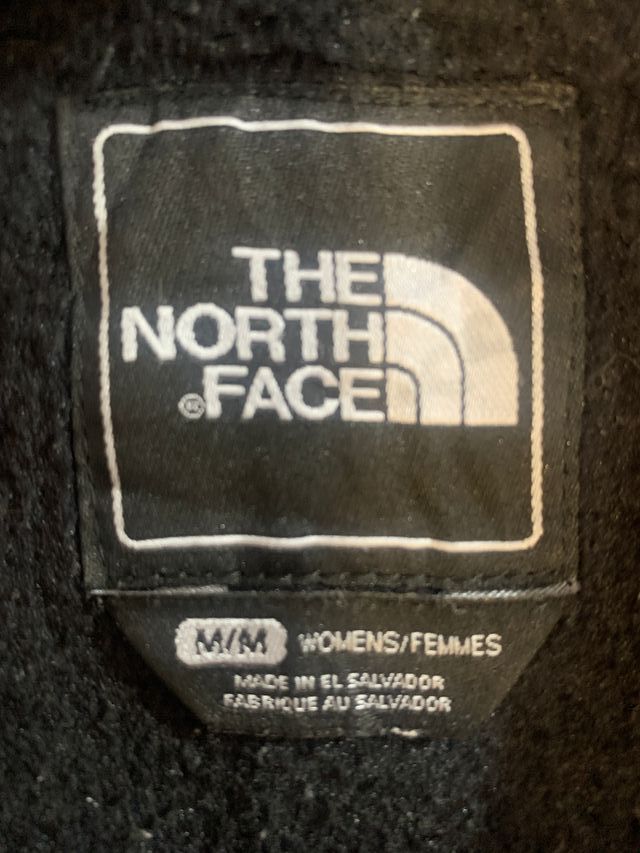 THE
NORTH
®FACE
M/M WOMENS/FEMMES
MADE IN EL SALVADOR
FABRIQUE AU SALVADOR